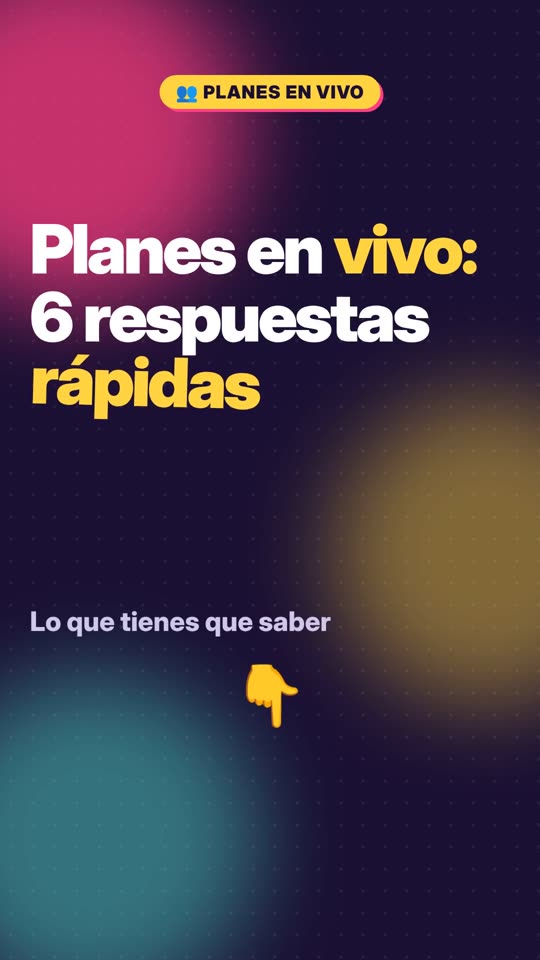 👥 PLANES EN VIVO
Planes en vivo:
6 respuestas
rápidas
Lo que tienes que saber
👇